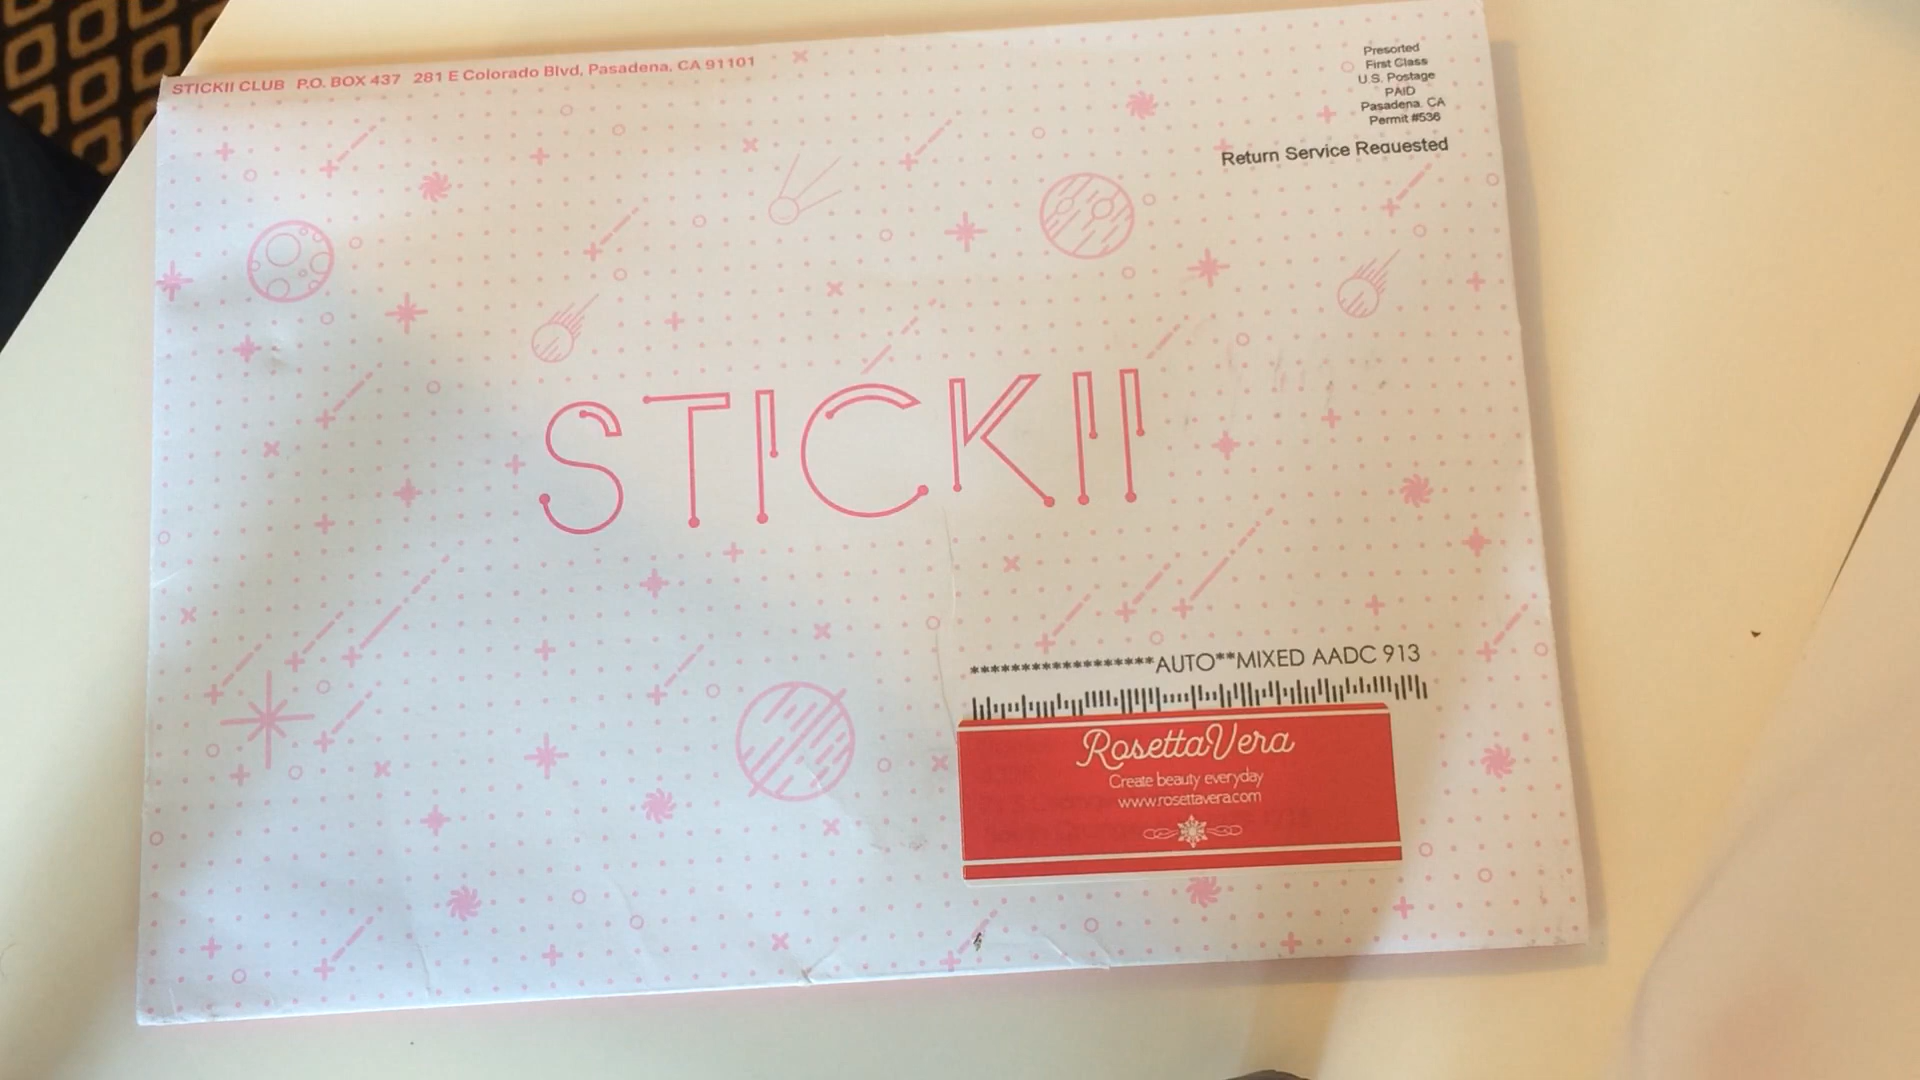 STICKII CLUB P.O. BOX 437 281 E Colorado Blvd, Pasadena, CA 91101
Presorted
First Class
U.S. Postage
PAID
Pasadena, CA
Permit #536
Return Service Requested
STICKII
******************AUTO**MIXED AADC 913
RosettaVera
Create beauty everyday
www.rosettavera.com